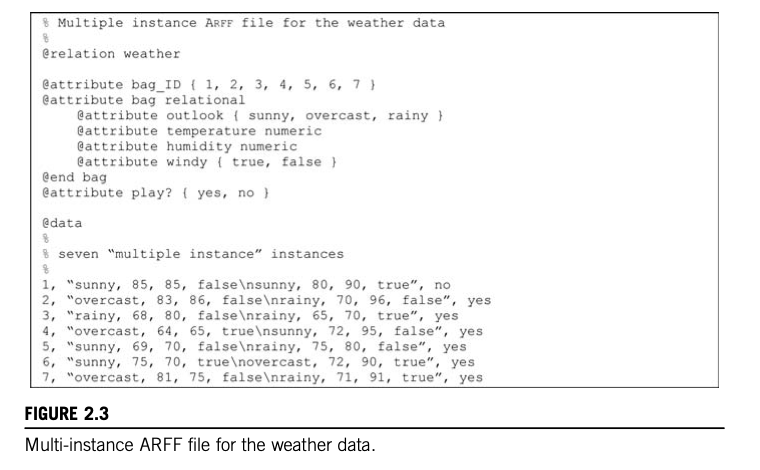 % Multiple instance ARFF file for the weather data
%
@relation weather
@attribute bag_ID { 1, 2, 3, 4, 5, 6, 7 }
@attribute bag relational
@attribute outlook { sunny, overcast, rainy }
@attribute temperature numeric
@attribute humidity numeric
@attribute windy { true, false }
@end bag
@attribute play? { yes, no }
@data
%
% seven “multiple instance” instances
%
1, “sunny, 85, 85, false\nsunny, 80, 90, true”, no
2, “overcast, 83, 86, false\nrainy, 70, 96, false”, yes
3, “rainy, 68, 80, false\nrainy, 65, 70, true”, yes
4, “overcast, 64, 65, true\nsunny, 72, 95, false”, yes
5, “sunny, 69, 70, false\nrainy, 75, 80, false”, yes
6, “sunny, 75, 70, true\novercast, 72, 90, true”, yes
7, “overcast, 81, 75, false\nrainy, 71, 91, true”, yes
FIGURE 2.3
Multi-instance ARFF file for the weather data.